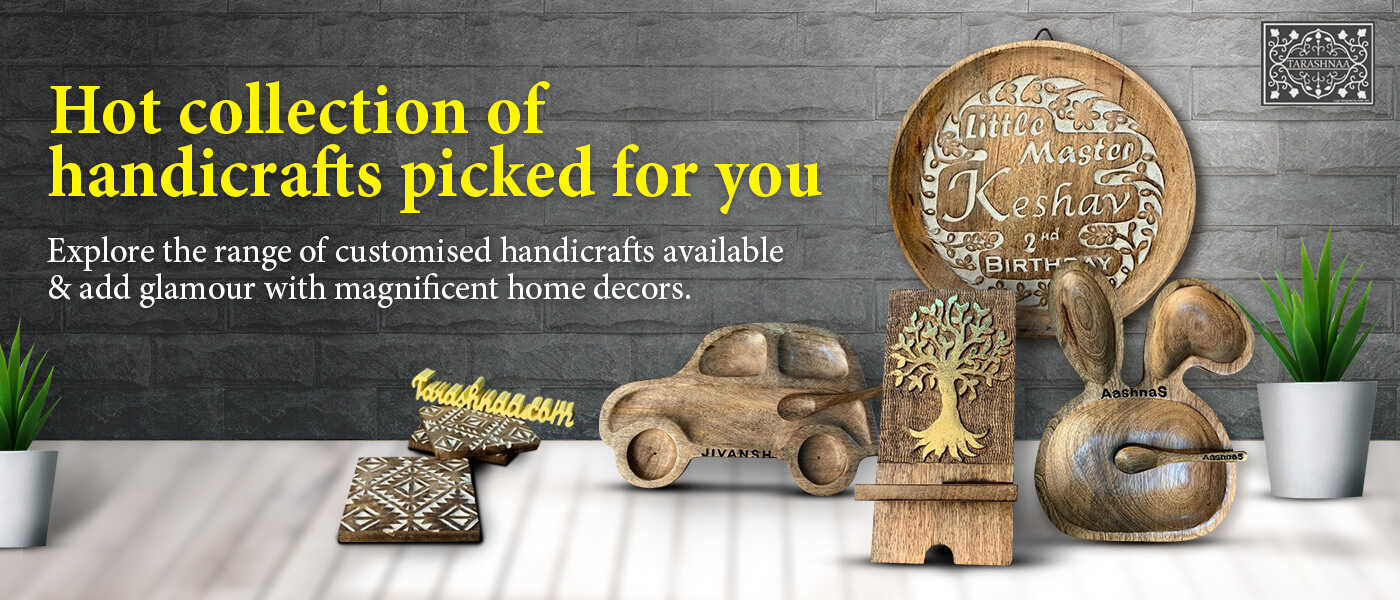 Hot collection of
handicrafts picked for you
Explore the range of customised handicrafts available
& add glamour with magnificent home decors.
TARASHNAA
Little
Master
Keshav
2nd
BIRTHDAY
Tarashnaa.com
JIVANSH
AashnaS
AashnaS